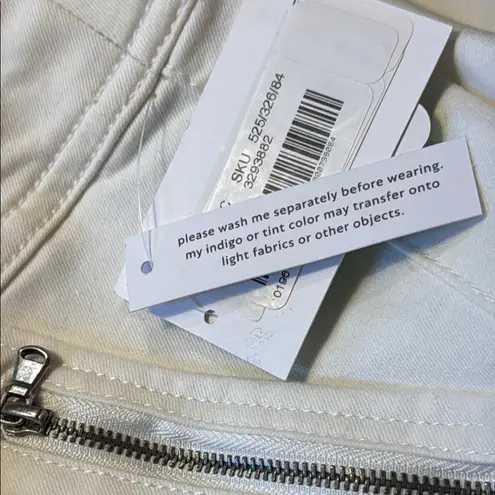 SKU 525/326/84
3293882
please wash me separately before wearing.
my indigo or tint color may transfer onto
light fabrics or other objects.